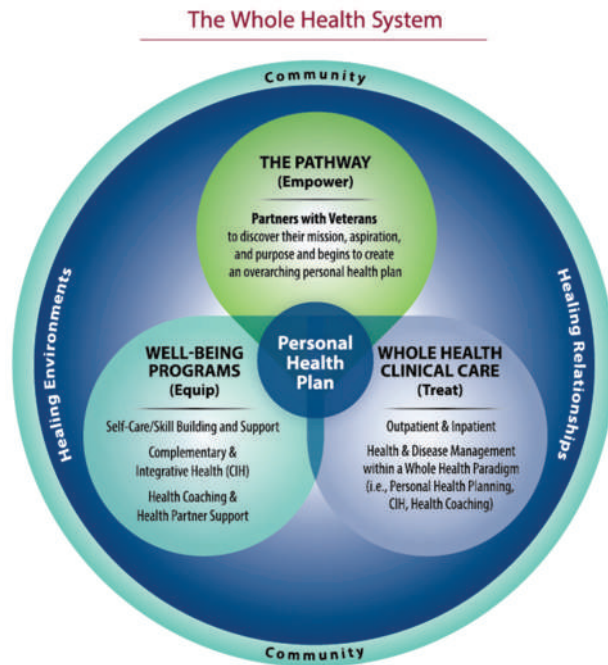 The Whole Health System
Community
THE PATHWAY
(Empower)
Partners with Veterans
to discover their mission, aspiration,
and purpose and begins to create
an overarching personal health plan
Healing Environments
Healing Relationships
Personal
Health
Plan
WELL-BEING
PROGRAMS
(Equip)
Self-Care/Skill Building and Support
Complementary &
Integrative Health (CIH)
Health Coaching &
Health Partner Support
WHOLE HEALTH
CLINICAL CARE
(Treat)
Outpatient & Inpatient
Health & Disease Management
within a Whole Health Paradigm
(i.e., Personal Health Planning,
CIH, Health Coaching)
Community